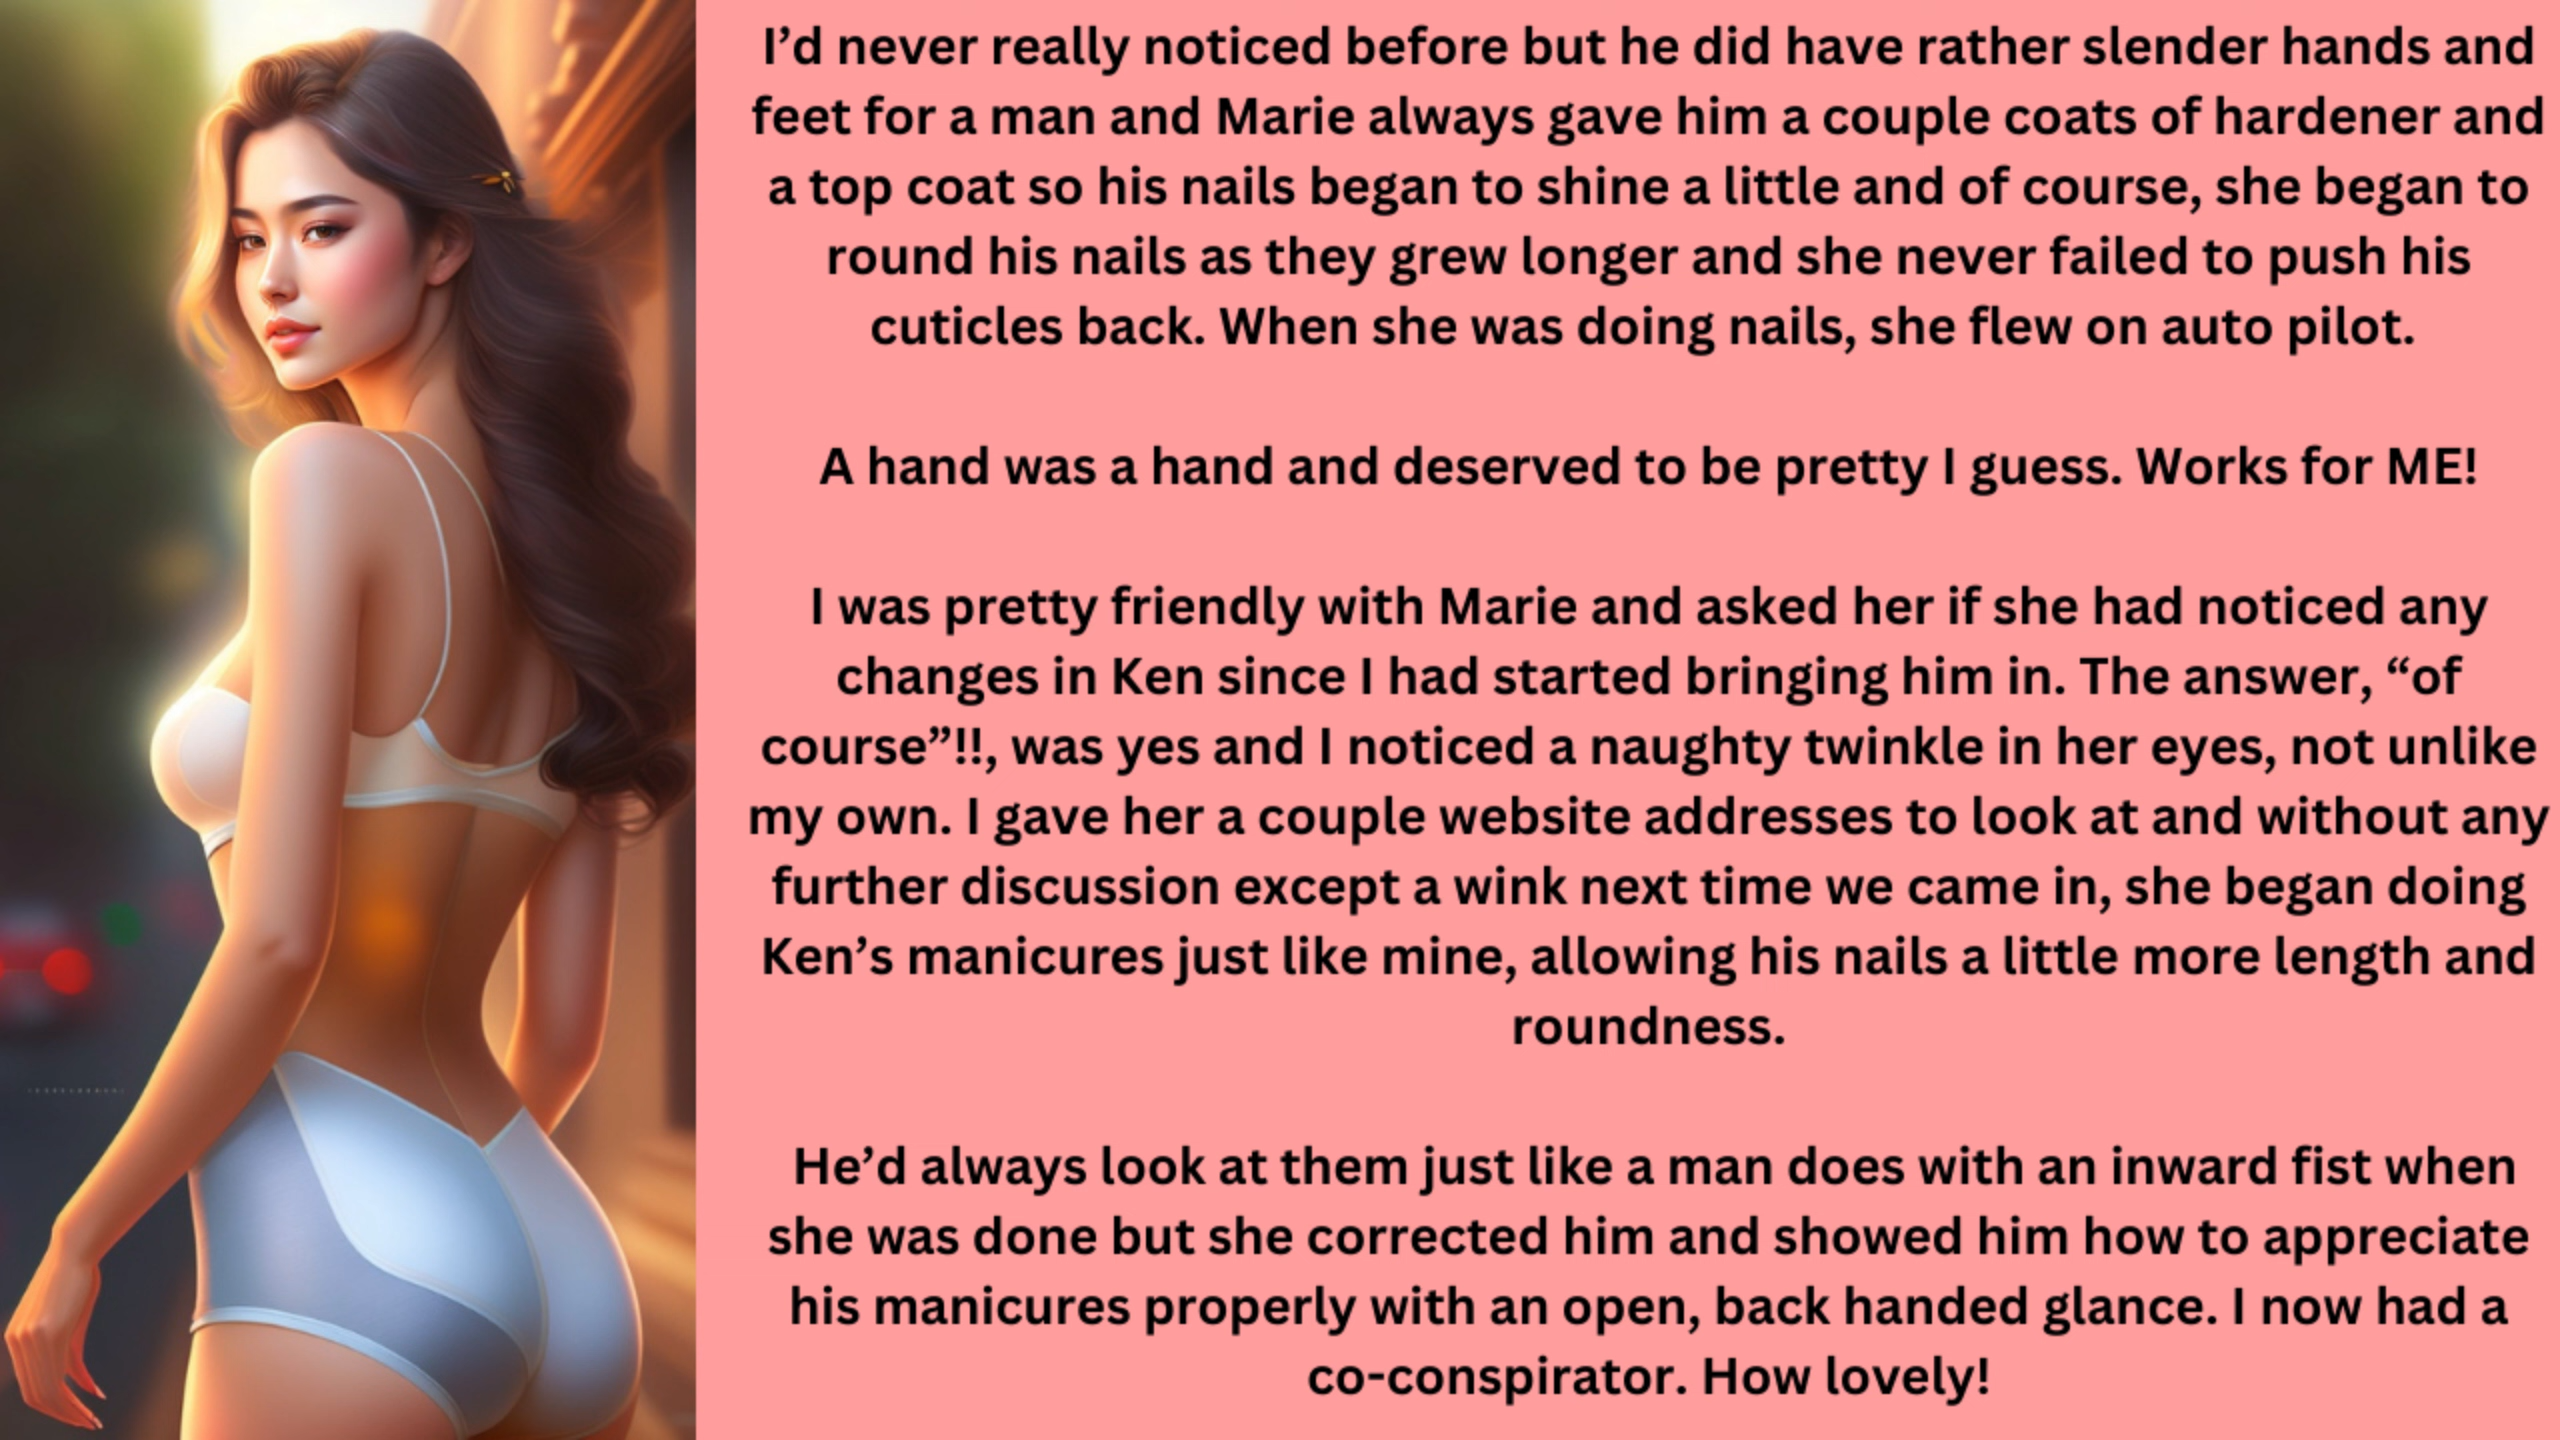 I’d never really noticed before but he did have rather slender hands and
feet for a man and Marie always gave him a couple coats of hardener and
a top coat so his nails began to shine a little and of course, she began to
round his nails as they grew longer and she never failed to push his
cuticles back. When she was doing nails, she flew on auto pilot.
A hand was a hand and deserved to be pretty I guess. Works for ME!
I was pretty friendly with Marie and asked her if she had noticed any
changes in Ken since I had started bringing him in. The answer, “of
course”!!, was yes and I noticed a naughty twinkle in her eyes, not unlike
my own. I gave her a couple website addresses to look at and without any
further discussion except a wink next time we came in, she began doing
Ken’s manicures just like mine, allowing his nails a little more length and
roundness.
He’d always look at them just like a man does with an inward fist when
she was done but she corrected him and showed him how to appreciate
his manicures properly with an open, back handed glance. I now had a
co-conspirator. How lovely!